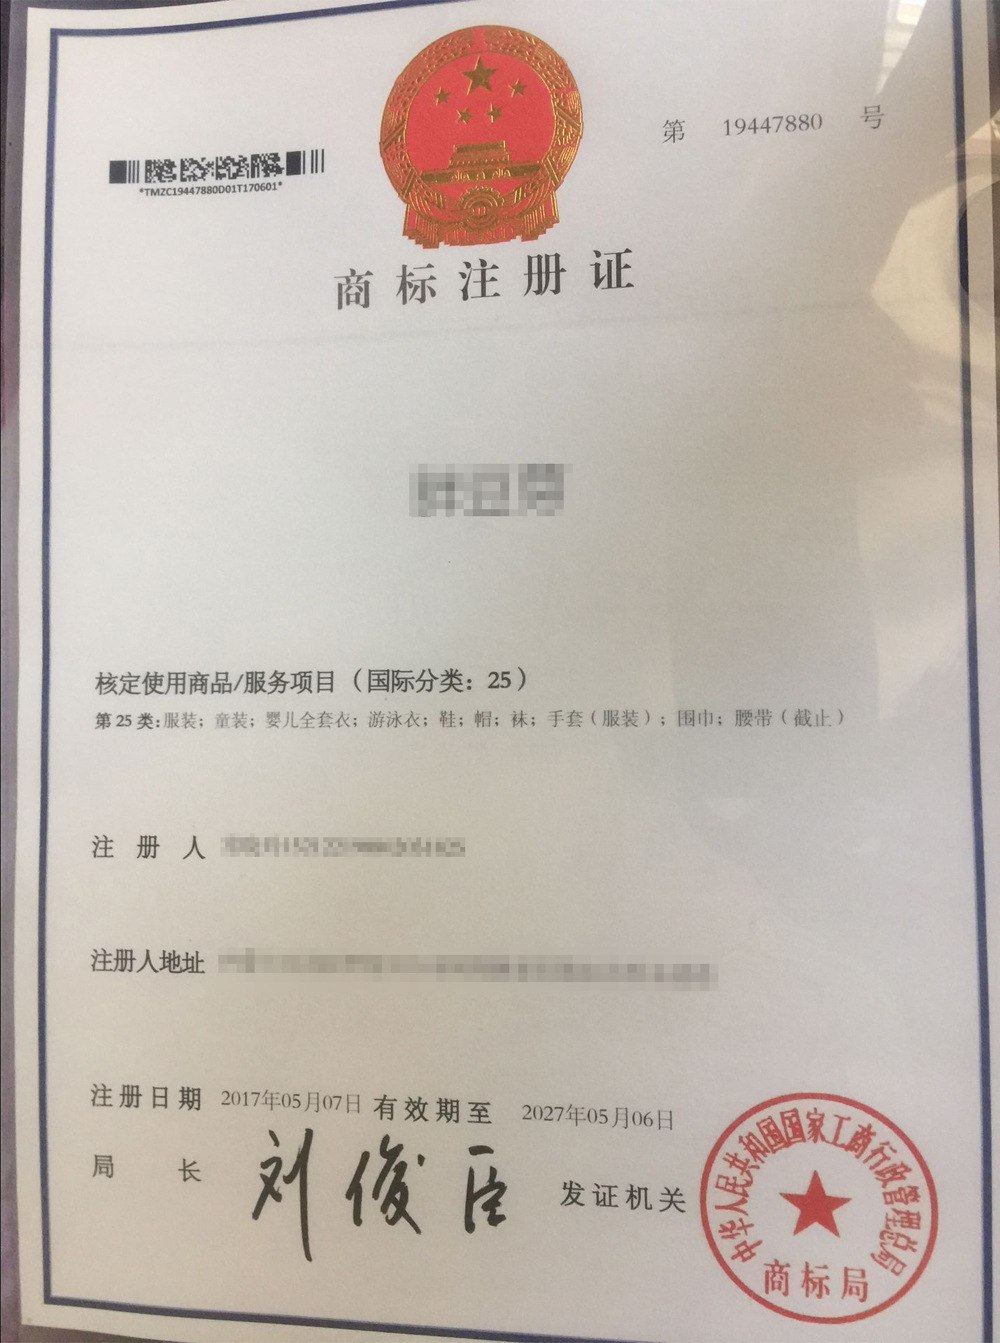 第 19447880 号
*TMZC19447880D01T170601*
商标注册证
核定使用商品/服务项目（国际分类：25）
第 25 类：服装；童装；婴儿全套衣；游泳衣；鞋；帽；袜；手套（服装）；围巾；腰带（截止）
注册人
注册人地址
注册日期 2017年05月07日 有效期至 2027年05月06日
局长 刘俊臣 发证机关
中华人民共和国国家工商行政管理总局
商标局